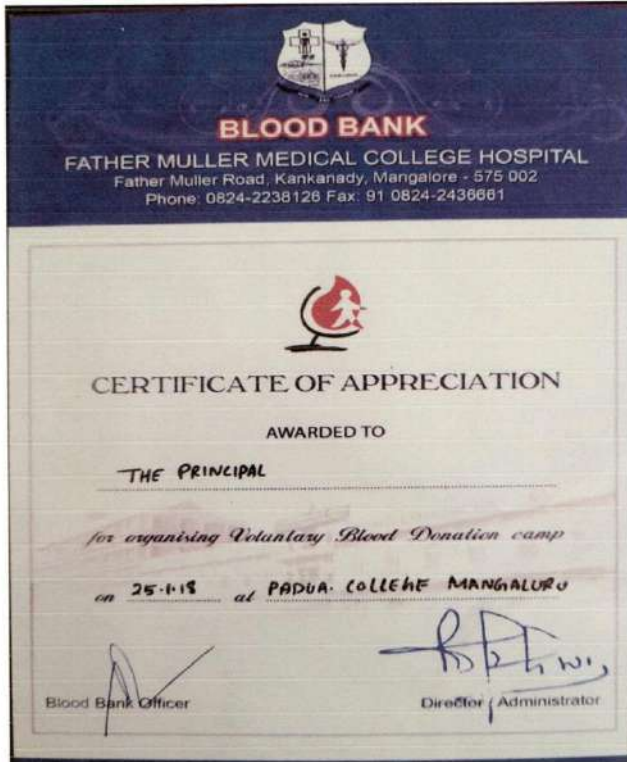 BLOOD BANK
FATHER MULLER MEDICAL COLLEGE HOSPITAL
Father Muller Road, Kankanady, Mangalore - 575 002
Phone: 0824-2238126 Fax: 91 0824-2436661
CERTIFICATE OF APPRECIATION
AWARDED TO
THE PRINCIPAL
for organising Voluntary Blood Donation camp
on 25.1.18 at PADUA COLLEGE MANGALURU
Blood Bank Officer Director / Administrator